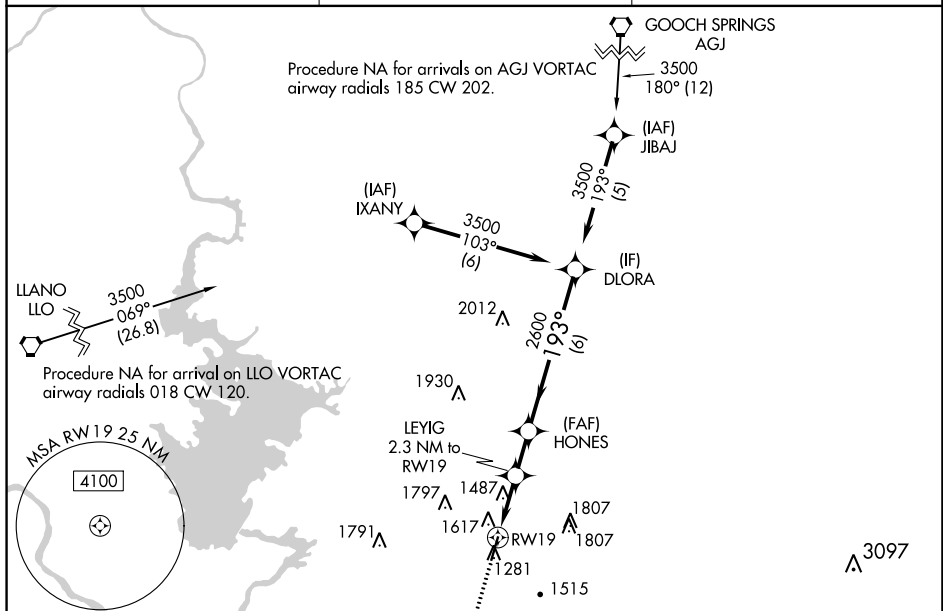 GOOCH SPRINGS
AGJ
Procedure NA for arrivals on AGJ VORTAC
airway radials 185 CW 202.
3500
180° (12)
(IAF)
JIBAJ
3500
193°
(5)
(IAF)
IXANY
3500
103°
(6)
(IF)
DLORA
LLANO
LLO
3500
069°
(26.8)
2012
2600
193°
(6)
Procedure NA for arrival on LLO VORTAC
airway radials 018 CW 120.
1930
(FAF)
HONES
LEYIG
2.3 NM to
RW19
MSA RW19 25 NM
4100
1487
1797
1807
1617
1807
1791
RW19
1281
3097
1515